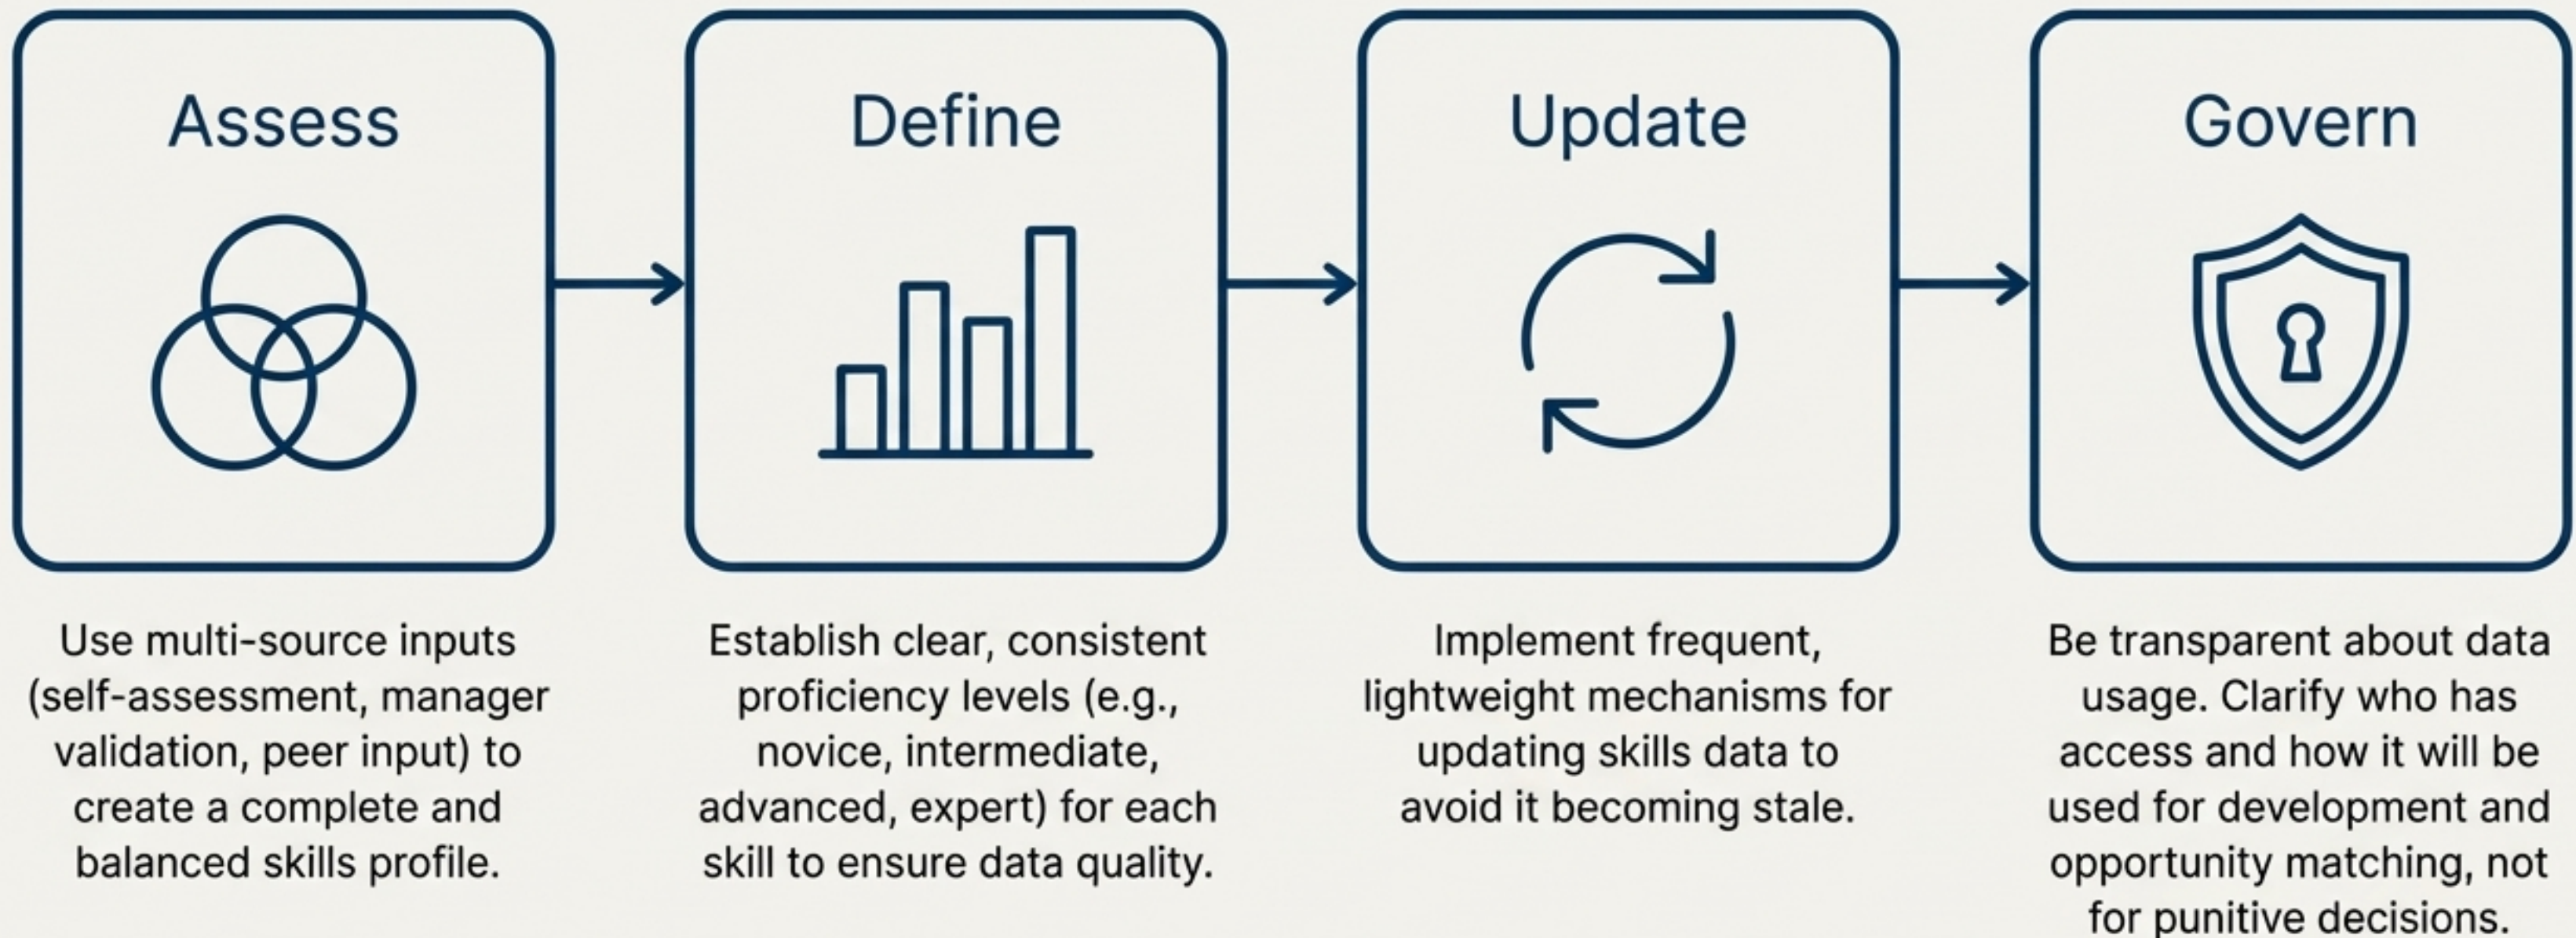 Assess
Use multi-source inputs
(self-assessment, manager
validation, peer input) to
create a complete and
balanced skills profile.
Define
Establish clear, consistent
proficiency levels (e.g.,
novice, intermediate,
advanced, expert) for each
skill to ensure data quality.
Update
Implement frequent,
lightweight mechanisms for
updating skills data to
avoid it becoming stale.
Govern
Be transparent about data
usage. Clarify who has
access and how it will be
used for development and
opportunity matching, not
for punitive decisions.